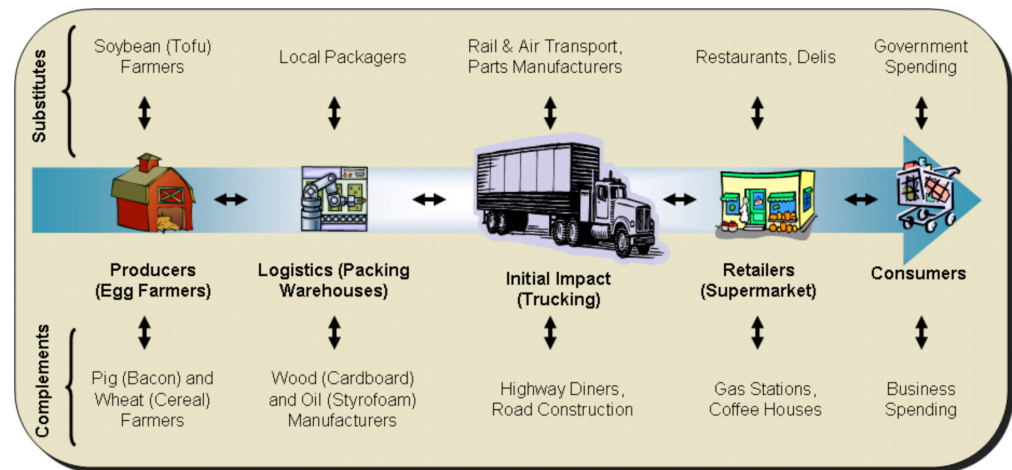 Substitutes
Soybean (Tofu)
Farmers
Local Packagers
Rail & Air Transport,
Parts Manufacturers
Restaurants, Delis
Government
Spending
Producers
(Egg Farmers)
Logistics (Packing
Warehouses)
Initial Impact
(Trucking)
Retailers
(Supermarket)
Consumers
Complements
Pig (Bacon) and
Wheat (Cereal)
Farmers
Wood (Cardboard)
and Oil (Styrofoam)
Manufacturers
Highway Diners,
Road Construction
Gas Stations,
Coffee Houses
Business
Spending